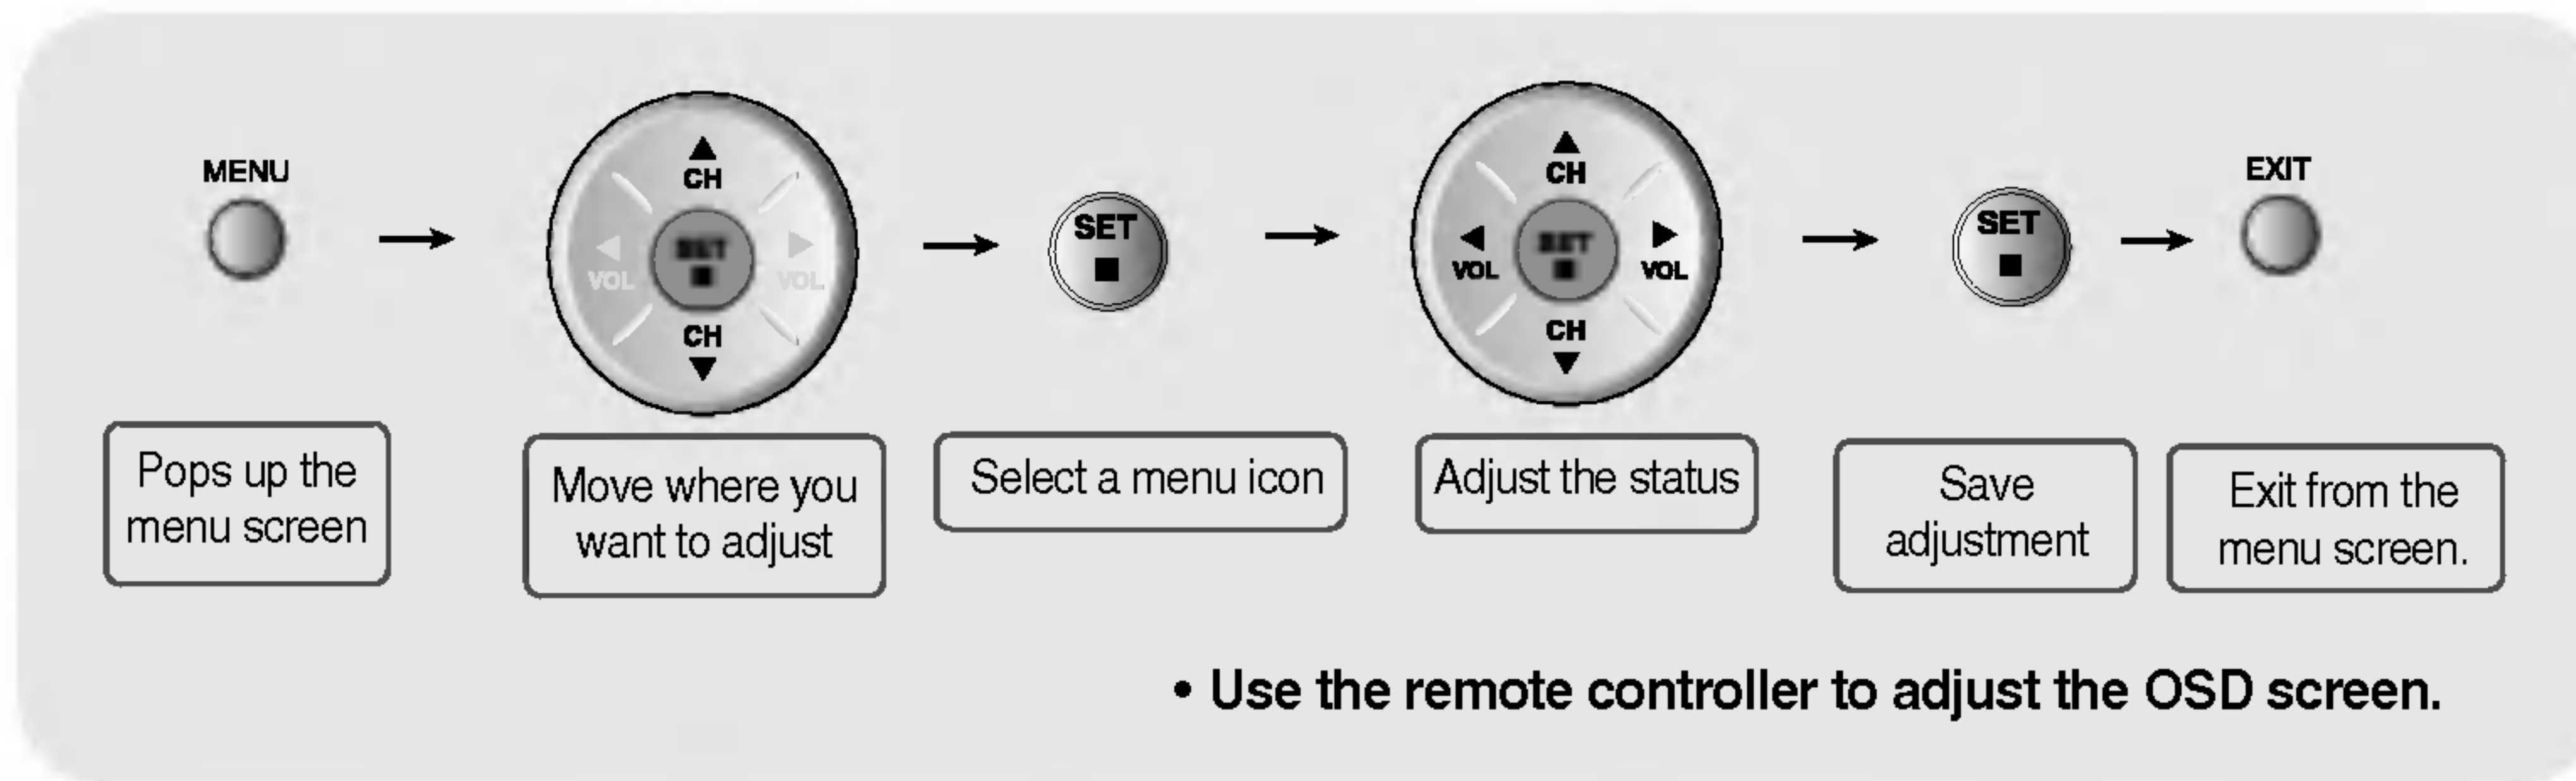 MENU
▲
CH
◄
VOL
SET
■
►
VOL
CH
▼
SET
■
▲
CH
◄
VOL
SET
■
►
VOL
CH
▼
SET
■
EXIT
Pops up the
menu screen
Move where you
want to adjust
Select a menu icon
Adjust the status
Save
adjustment
Exit from the
menu screen.
• Use the remote controller to adjust the OSD screen.